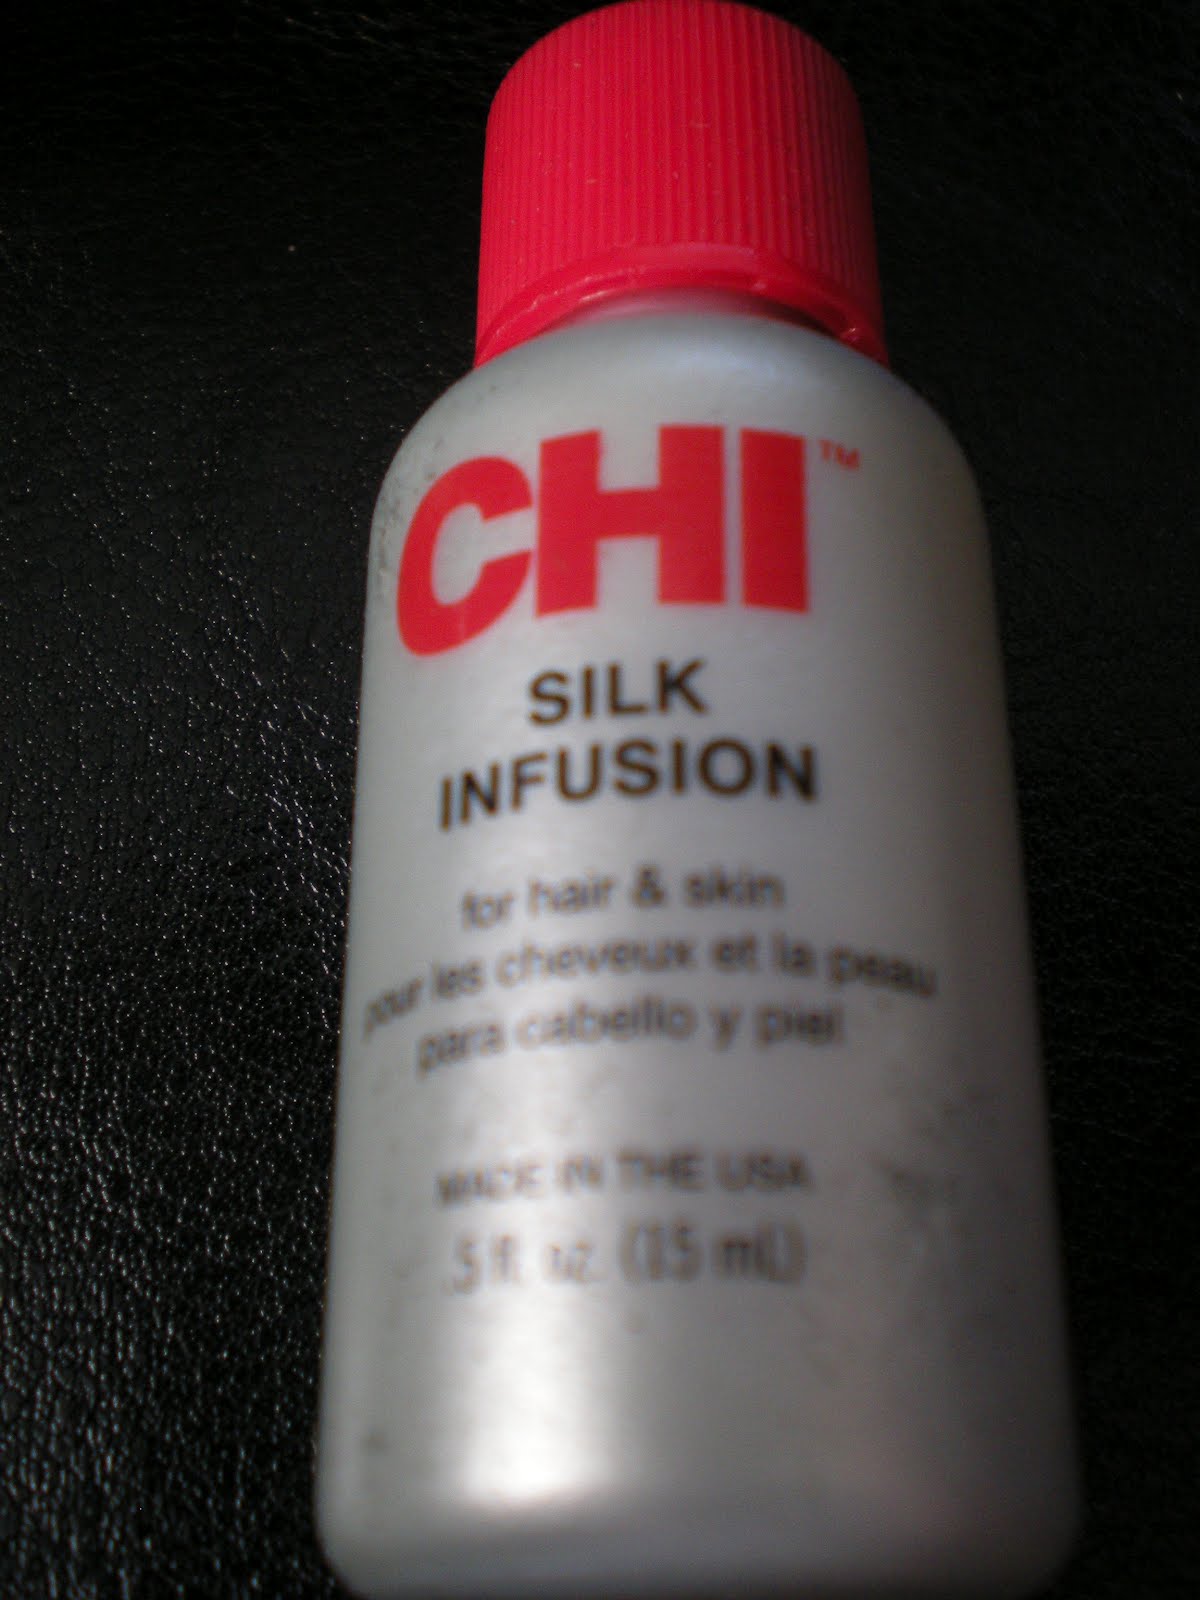 CHI™
SILK
INFUSION
for hair & skin
pour les cheveux et la peau
para cabello y piel
MADE IN THE USA
.5 fl. oz. (15 mL)